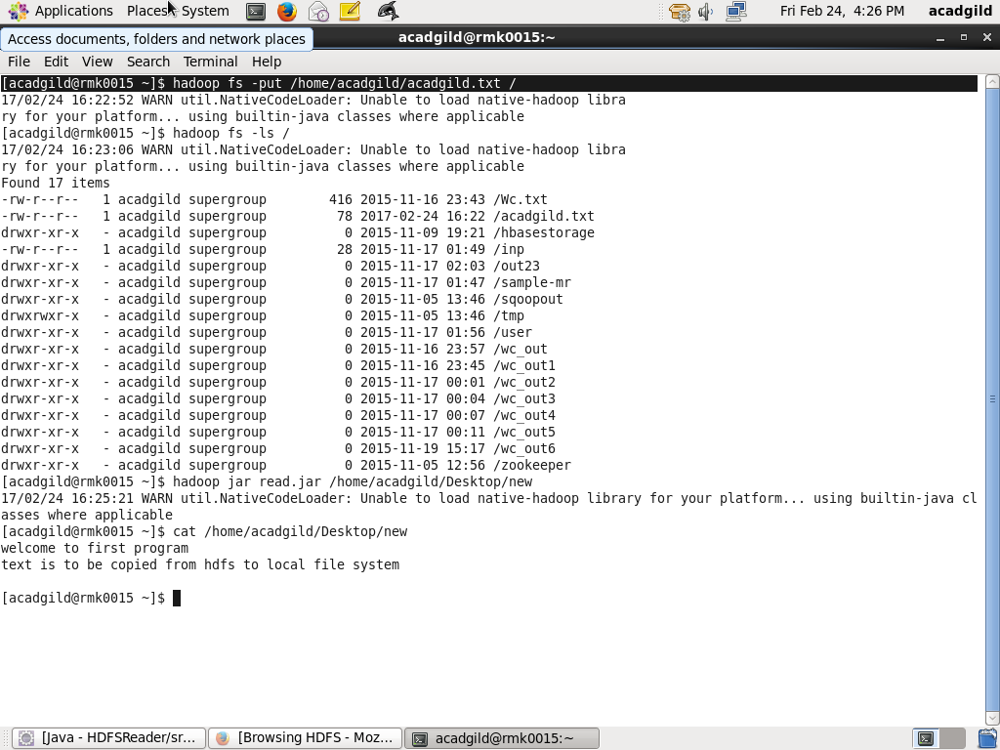 Applications Places System Fri Feb 24, 4:26 PM acadgild
Access documents, folders and network places
acadgild@rmk0015:~
File Edit View Search Terminal Help
[acadgild@rmk0015 ~]$ hadoop fs -put /home/acadgild/acadgild.txt /
17/02/24 16:22:52 WARN util.NativeCodeLoader: Unable to load native-hadoop libra
ry for your platform... using builtin-java classes where applicable
[acadgild@rmk0015 ~]$ hadoop fs -ls /
17/02/24 16:23:06 WARN util.NativeCodeLoader: Unable to load native-hadoop libra
ry for your platform... using builtin-java classes where applicable
Found 17 items
-rw-r--r--   1 acadgild supergroup        416 2015-11-16 23:43 /Wc.txt
-rw-r--r--   1 acadgild supergroup         78 2017-02-24 16:22 /acadgild.txt
drwxr-xr-x   - acadgild supergroup          0 2015-11-09 19:21 /hbasestorage
-rw-r--r--   1 acadgild supergroup         28 2015-11-17 01:49 /inp
drwxr-xr-x   - acadgild supergroup          0 2015-11-17 02:03 /out23
drwxr-xr-x   - acadgild supergroup          0 2015-11-17 01:47 /sample-mr
drwxr-xr-x   - acadgild supergroup          0 2015-11-05 13:46 /sqoopout
drwxrwxr-x   - acadgild supergroup          0 2015-11-05 13:46 /tmp
drwxr-xr-x   - acadgild supergroup          0 2015-11-17 01:56 /user
drwxr-xr-x   - acadgild supergroup          0 2015-11-16 23:57 /wc_out
drwxr-xr-x   - acadgild supergroup          0 2015-11-16 23:45 /wc_out1
drwxr-xr-x   - acadgild supergroup          0 2015-11-17 00:01 /wc_out2
drwxr-xr-x   - acadgild supergroup          0 2015-11-17 00:04 /wc_out3
drwxr-xr-x   - acadgild supergroup          0 2015-11-17 00:07 /wc_out4
drwxr-xr-x   - acadgild supergroup          0 2015-11-17 00:11 /wc_out5
drwxr-xr-x   - acadgild supergroup          0 2015-11-19 15:17 /wc_out6
drwxr-xr-x   - acadgild supergroup          0 2015-11-05 12:56 /zookeeper
[acadgild@rmk0015 ~]$ hadoop jar read.jar /home/acadgild/Desktop/new
17/02/24 16:25:21 WARN util.NativeCodeLoader: Unable to load native-hadoop library for your platform... using builtin-java cl
asses where applicable
[acadgild@rmk0015 ~]$ cat /home/acadgild/Desktop/new
welcome to first program
text is to be copied from hdfs to local file system
[acadgild@rmk0015 ~]$
[Java - HDFSReader/sr... [Browsing HDFS - Moz... acadgild@rmk0015:~